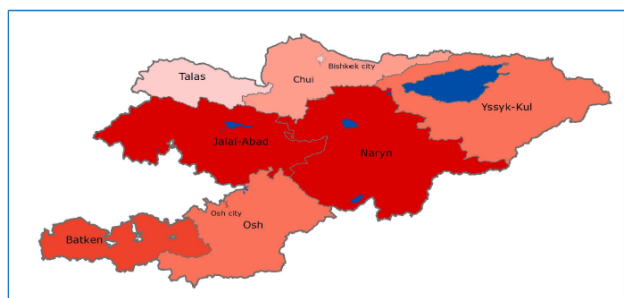 Bishkek city
Talas
Chui
Yssyk-Kul
Jalal-Abad
Naryn
Osh city
Osh
Batken